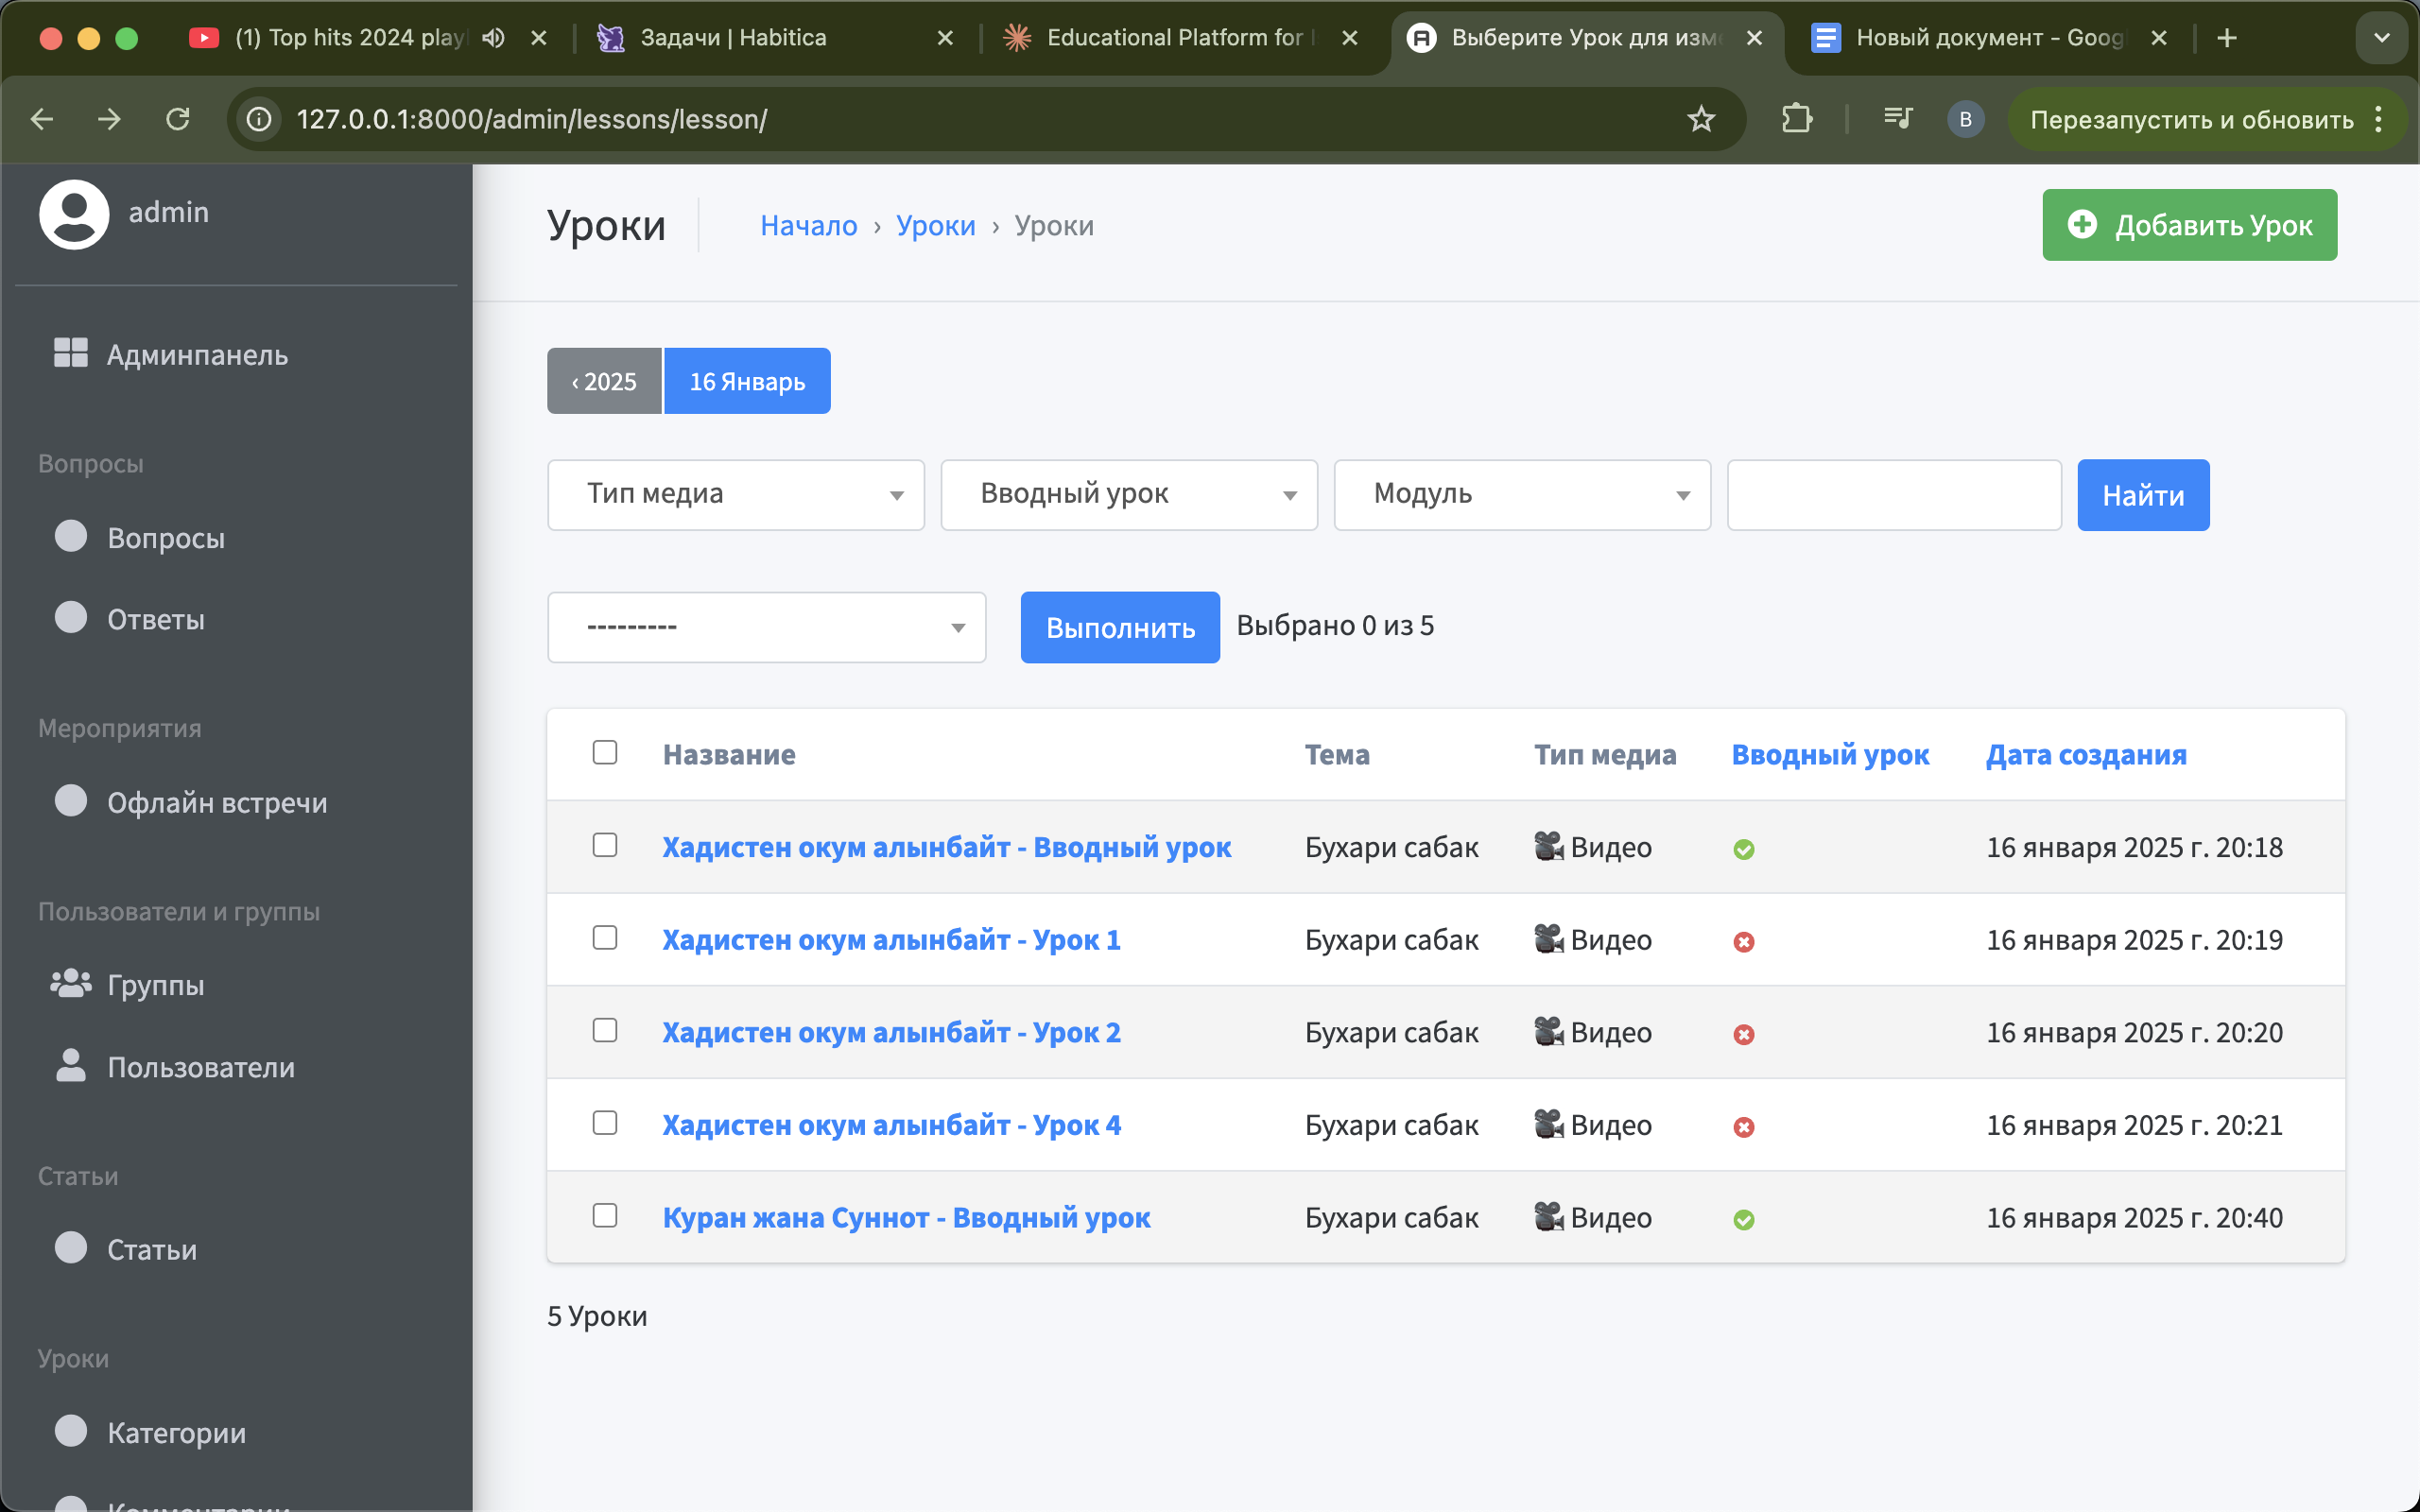 (1) Top hits 2024 play
Задачи | Habitica
Educational Platform for
Выберите Урок для изм
Новый документ - Goog
127.0.0.1:8000/admin/lessons/lesson/
B
Перезапустить и обновить
admin
Админпанель
Вопросы
Вопросы
Ответы
Мероприятия
Офлайн встречи
Пользователи и группы
Группы
Пользователи
Статьи
Статьи
Уроки
Категории
Комментарии
Уроки
Начало › Уроки › Уроки
Добавить Урок
‹ 2025 16 Январь
Тип медиа Вводный урок Модуль Найти
--------- Выполнить Выбрано 0 из 5
Название Тема Тип медиа Вводный урок Дата создания
Хадистен окум алынбайт - Вводный урок Бухари сабак Видео 16 января 2025 г. 20:18
Хадистен окум алынбайт - Урок 1 Бухари сабак Видео 16 января 2025 г. 20:19
Хадистен окум алынбайт - Урок 2 Бухари сабак Видео 16 января 2025 г. 20:20
Хадистен окум алынбайт - Урок 4 Бухари сабак Видео 16 января 2025 г. 20:21
Куран жана Суннот - Вводный урок Бухари сабак Видео 16 января 2025 г. 20:40
5 Уроки